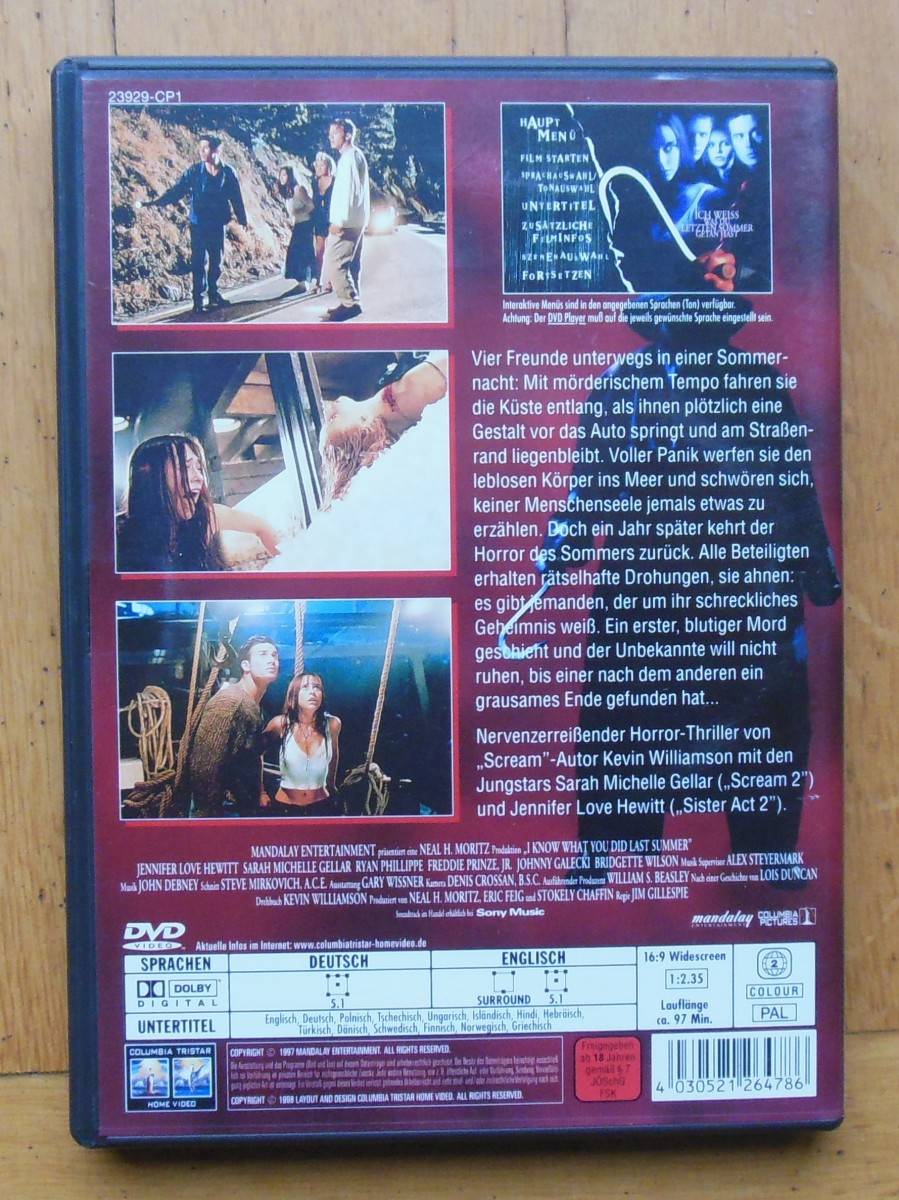 23929-CP1
HAUPT
MENÜ
FILM STARTEN
SPRACHAUSWAHL/
TONAUSWAHL
UNTERTITEL
ZUSÄTZLICHE
FILMINFOS
SZENENAUSWAHL
FORTSETZEN
ICH WEISS
WAS DU
LETZTEN SOMMER
GETAN HAST
Interaktive Menüs sind in den angegebenen Sprachen (Ton) verfügbar.
Achtung: Der DVD Player muß auf die jeweils gewünschte Sprache eingestellt sein.
Vier Freunde unterwegs in einer Sommer-
nacht: Mit mörderischem Tempo fahren sie
die Küste entlang, als ihnen plötzlich eine
Gestalt vor das Auto springt und am Straßen-
rand liegenbleibt. Voller Panik werfen sie den
leblosen Körper ins Meer und schwören sich,
keiner Menschenseele jemals etwas zu
erzählen. Doch ein Jahr später kehrt der
Horror des Sommers zurück. Alle Beteiligten
erhalten rätselhafte Drohungen, sie ahnen:
es gibt jemanden, der um ihr schreckliches
Geheimnis weiß. Ein erster, blutiger Mord
geschieht und der Unbekannte will nicht
ruhen, bis einer nach dem anderen ein
grausames Ende gefunden hat...
Nervenzerreißender Horror-Thriller von
„Scream"-Autor Kevin Williamson mit den
Jungstars Sarah Michelle Gellar („Scream 2")
und Jennifer Love Hewitt („Sister Act 2").
MANDALAY ENTERTAINMENT präsentiert eine NEAL H. MORITZ Produktion „I KNOW WHAT YOU DID LAST SUMMER"
JENNIFER LOVE HEWITT SARAH MICHELLE GELLAR RYAN PHILLIPPE FREDDIE PRINZE, JR. JOHNNY GALECKI BRIDGETTE WILSON Musik Supervisor ALEX STEYERMARK
Musik JOHN DEBNEY Schnitt STEVE MIRKOVICH, A.C.E. Ausstattung GARY WISSNER Kamera DENIS CROSSAN, B.S.C. Ausführender Produzent WILLIAM S. BEASLEY Nach einer Geschichte von LOIS DUNCAN
Drehbuch KEVIN WILLIAMSON Produziert von NEAL H. MORITZ, ERIC FEIG und STOKELY CHAFFIN Regie JIM GILLESPIE
Soundtrack im Handel erhältlich bei Sony Music
mandalay
ENTERTAINMENT
COLUMBIA
PICTURES
DVD
VIDEO
Aktuelle Infos im Internet: www.columbiatristar-homevideo.de
SPRACHEN DEUTSCH ENGLISCH
DOLBY
DIGITAL
5.1 SURROUND 5.1
UNTERTITEL
Englisch, Deutsch, Polnisch, Tschechisch, Ungarisch, Isländisch, Hindi, Hebräisch,
Türkisch, Dänisch, Schwedisch, Finnisch, Norwegisch, Griechisch
16:9 Widescreen
1:2.35
Lauflänge
ca. 97 Min.
2
COLOUR
PAL
COLUMBIA TRISTAR
HOME VIDEO
COPYRIGHT © 1997 MANDALAY ENTERTAINMENT. ALL RIGHTS RESERVED.
COPYRIGHT © 1998 LAYOUT AND DESIGN COLUMBIA TRISTAR HOME VIDEO. ALL RIGHTS RESERVED.
Freigegeben
ab 18 Jahren
gemäß § 7
JÖSchG
FSK
4 030521 264786